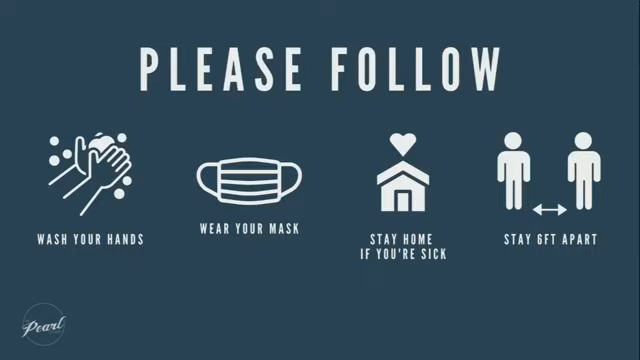 PLEASE FOLLOW
WASH YOUR HANDS
WEAR YOUR MASK
STAY HOME
IF YOU'RE SICK
STAY 6FT APART
Pearl